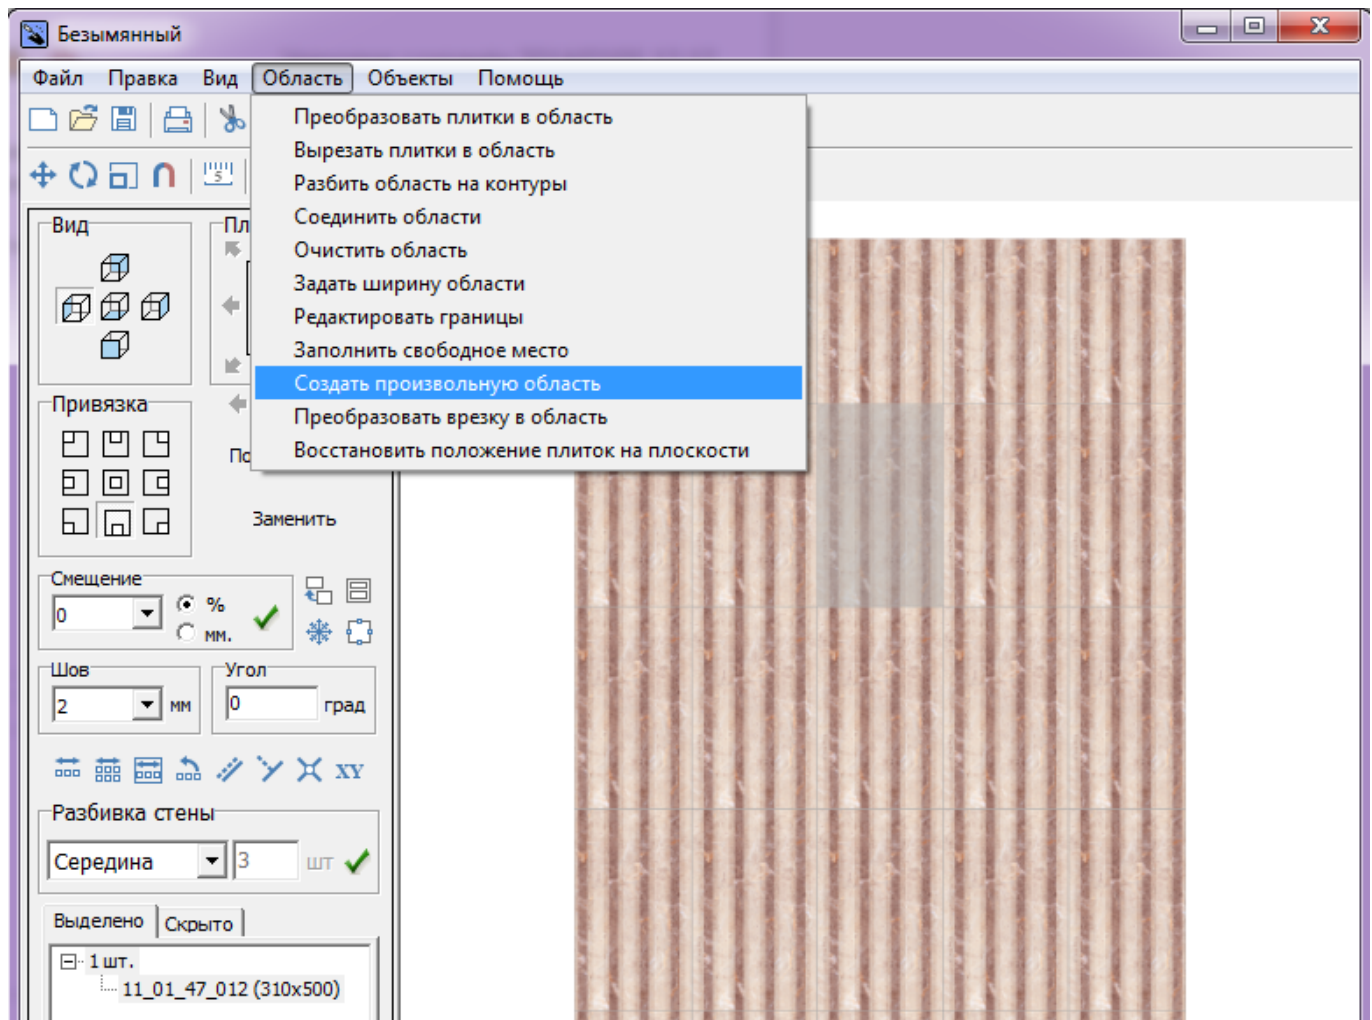 Безымянный
Файл Правка Вид Область Объекты Помощь
Преобразовать плитки в область
Вырезать плитки в область
Разбить область на контуры
Соединить области
Очистить область
Задать ширину области
Редактировать границы
Заполнить свободное место
Создать произвольную область
Преобразовать врезку в область
Восстановить положение плиток на плоскости
5
Вид
Пл
Привязка
По
Заменить
Смещение
0 % мм.
Шов Угол
2 мм 0 град
XY
Разбивка стены
Середина 3 шт
Выделено Скрыто
1 шт.
11_01_47_012 (310x500)